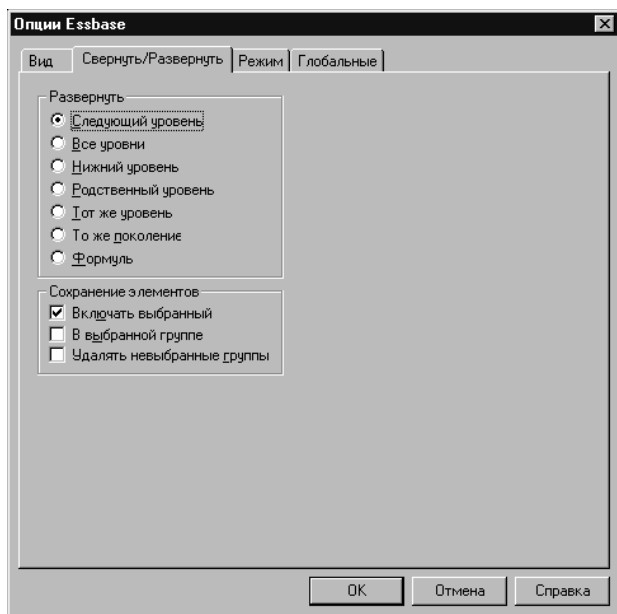 Опции Essbase
Вид Свернуть/Развернуть Режим Глобальные
Развернуть
Следующий уровень
Все уровни
Нижний уровень
Родственный уровень
Тот же уровень
То же поколение
Формуль
Сохранение элементов
Включать выбранный
В выбранной группе
Удалять невыбранные группы
OK Отмена Справка